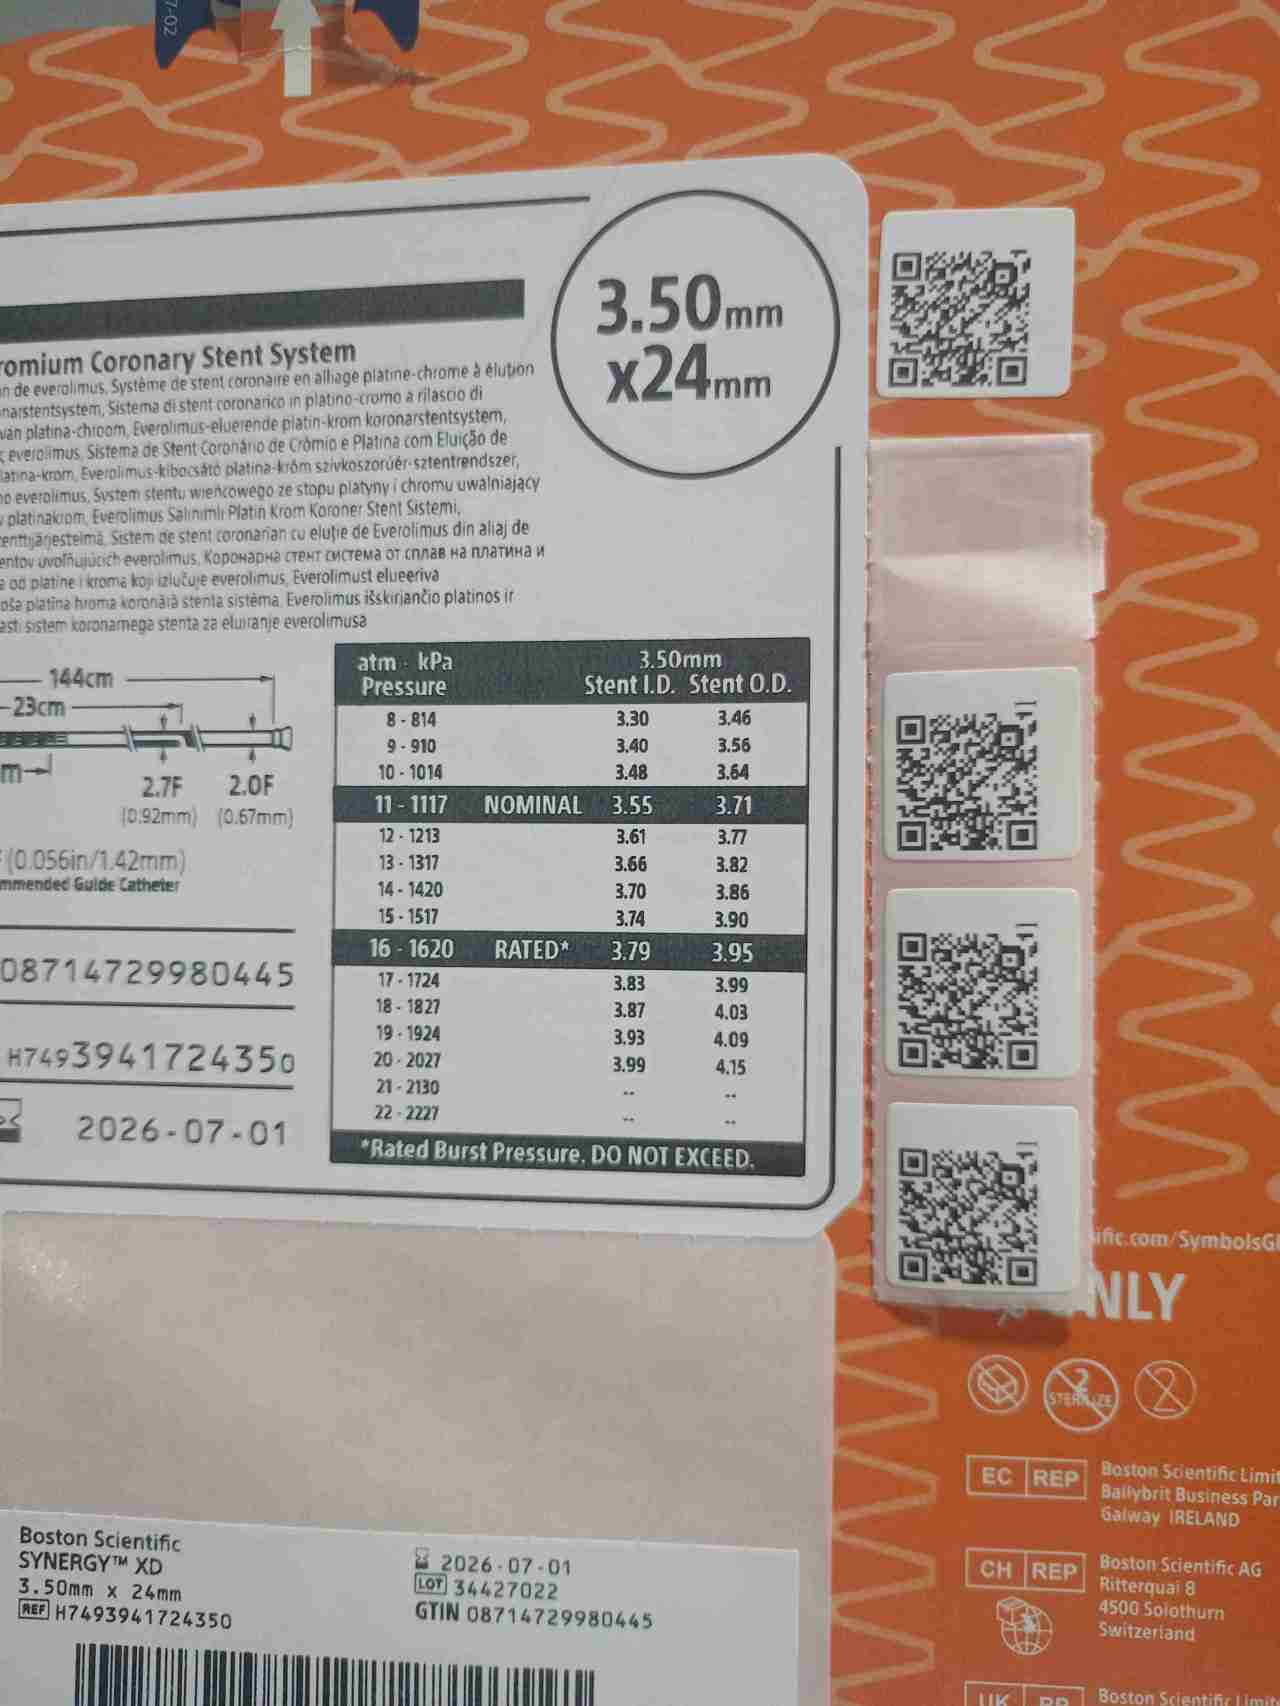 7-02
3.50mm
x24mm
romium Coronary Stent System
n de everolimus, Système de stent coronaire en alliage platine-chrome à élution
narstentsystem, Sistema di stent coronarico in platino-cromo a rilascio di
van platina-chroom, Everolimus-eluerende platin-krom koronarstentsystem,
ς everolimus, Sistema de Stent Coronário de Crómio e Platina com Eluição de
latina-krom, Everolimus-kibocsátó platina-króm szívkoszorúér-sztentrendszer,
o everolimus, System stentu wieńcowego ze stopu platyny i chromu uwalniający
v platinakrom, Everolimus Salınımlı Platin Krom Koroner Stent Sistemi,
enttijärjestelmä, Sistem de stent coronarian cu eluție de Everolimus din aliaj de
entov uvoľňujúcich everolimus, Коронарна стент система от сплав на платина и
e od platine i kroma koji izlučuje everolimus, Everolimust elueeriva
oša platīna hroma koronārā stenta sistēma, Everolimus išskiriančio platinos ir
asti sistem koronarnega stenta za eluiranje everolimusa
144cm
23cm
m
2.7F 2.0F
(0.92mm) (0.67mm)
(0.056in/1.42mm)
mmended Guide Catheter
08714729980445
H7493941724350
2026-07-01
atm - kPa 3.50mm
Pressure Stent I.D. Stent O.D.
8 - 814 3.30 3.46
9 - 910 3.40 3.56
10 - 1014 3.48 3.64
11 - 1117 NOMINAL 3.55 3.71
12 - 1213 3.61 3.77
13 - 1317 3.66 3.82
14 - 1420 3.70 3.86
15 - 1517 3.74 3.90
16 - 1620 RATED* 3.79 3.95
17 - 1724 3.83 3.99
18 - 1827 3.87 4.03
19 - 1924 3.93 4.09
20 - 2027 3.99 4.15
21 - 2130 -- --
22 - 2227 -- --
*Rated Burst Pressure. DO NOT EXCEED.
ific.com/SymbolsGl
NLY
2
STERILIZE
2
EC REP
Boston Scientific Limit
Ballybrit Business Par
Galway IRELAND
CH REP
Boston Scientific AG
Ritterquai 8
4500 Solothurn
Switzerland
UK RP
Boston Scientific Limi
Boston Scientific
SYNERGY™ XD
3.50mm x 24mm
REF H7493941724350
2026-07-01
LOT 34427022
GTIN 08714729980445